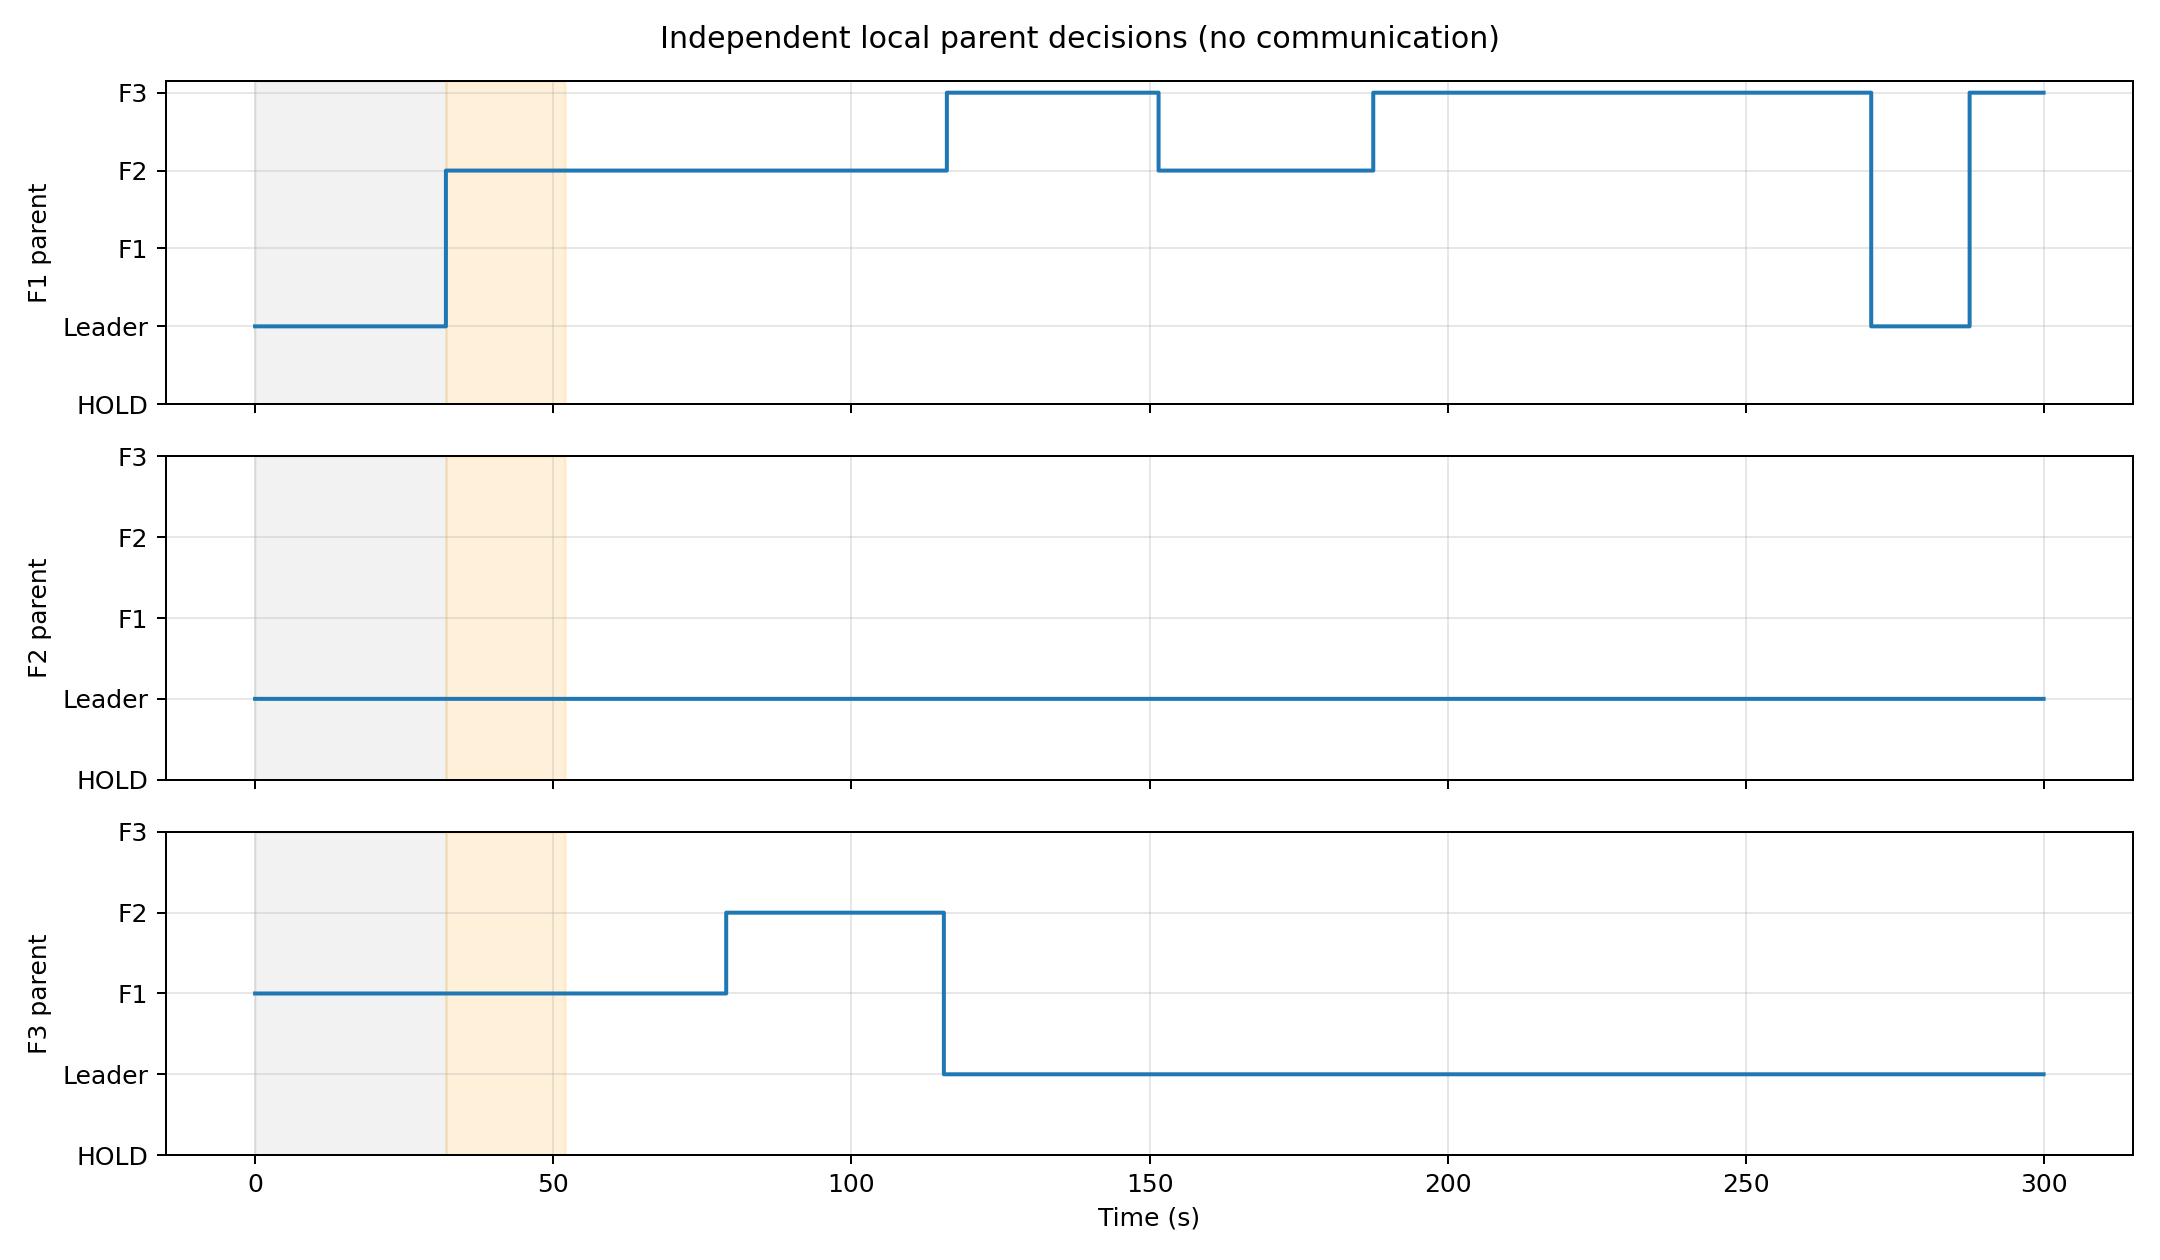 Independent local parent decisions (no communication)
F3
F2
F1
Leader
HOLD
F1 parent
F3
F2
F1
Leader
HOLD
F2 parent
F3
F2
F1
Leader
HOLD
F3 parent
0 50 100 150 200 250 300
Time (s)